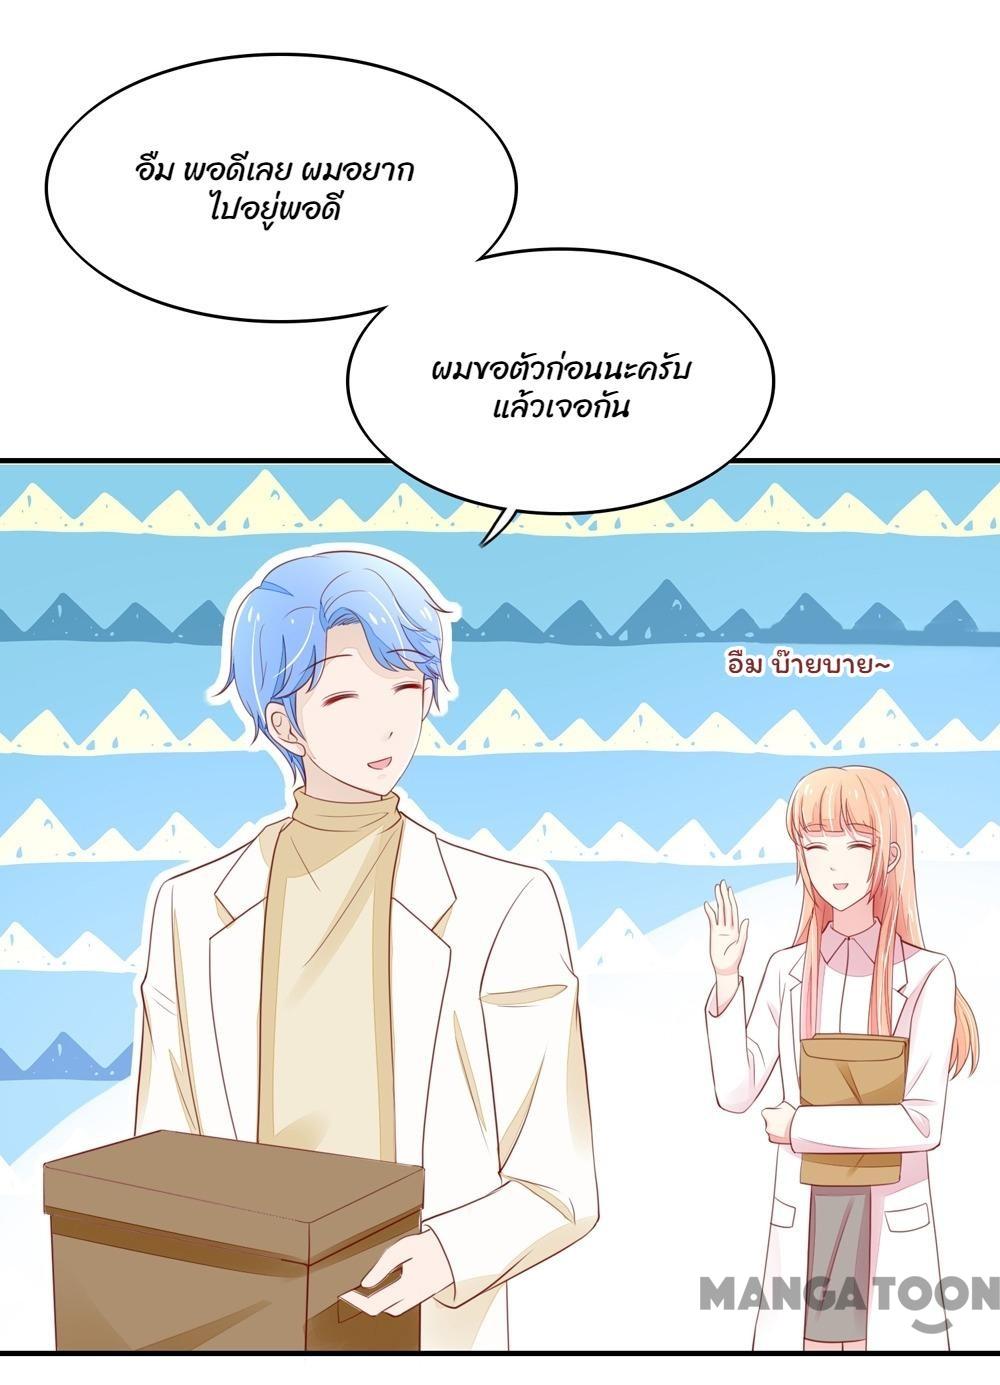 อืม พอดีเลย ผมอยาก
ไปอยู่พอดี
ผมขอตัวก่อนนะครับ
แล้วเจอกัน
อืม บ๊ายบาย~
MANGATOON